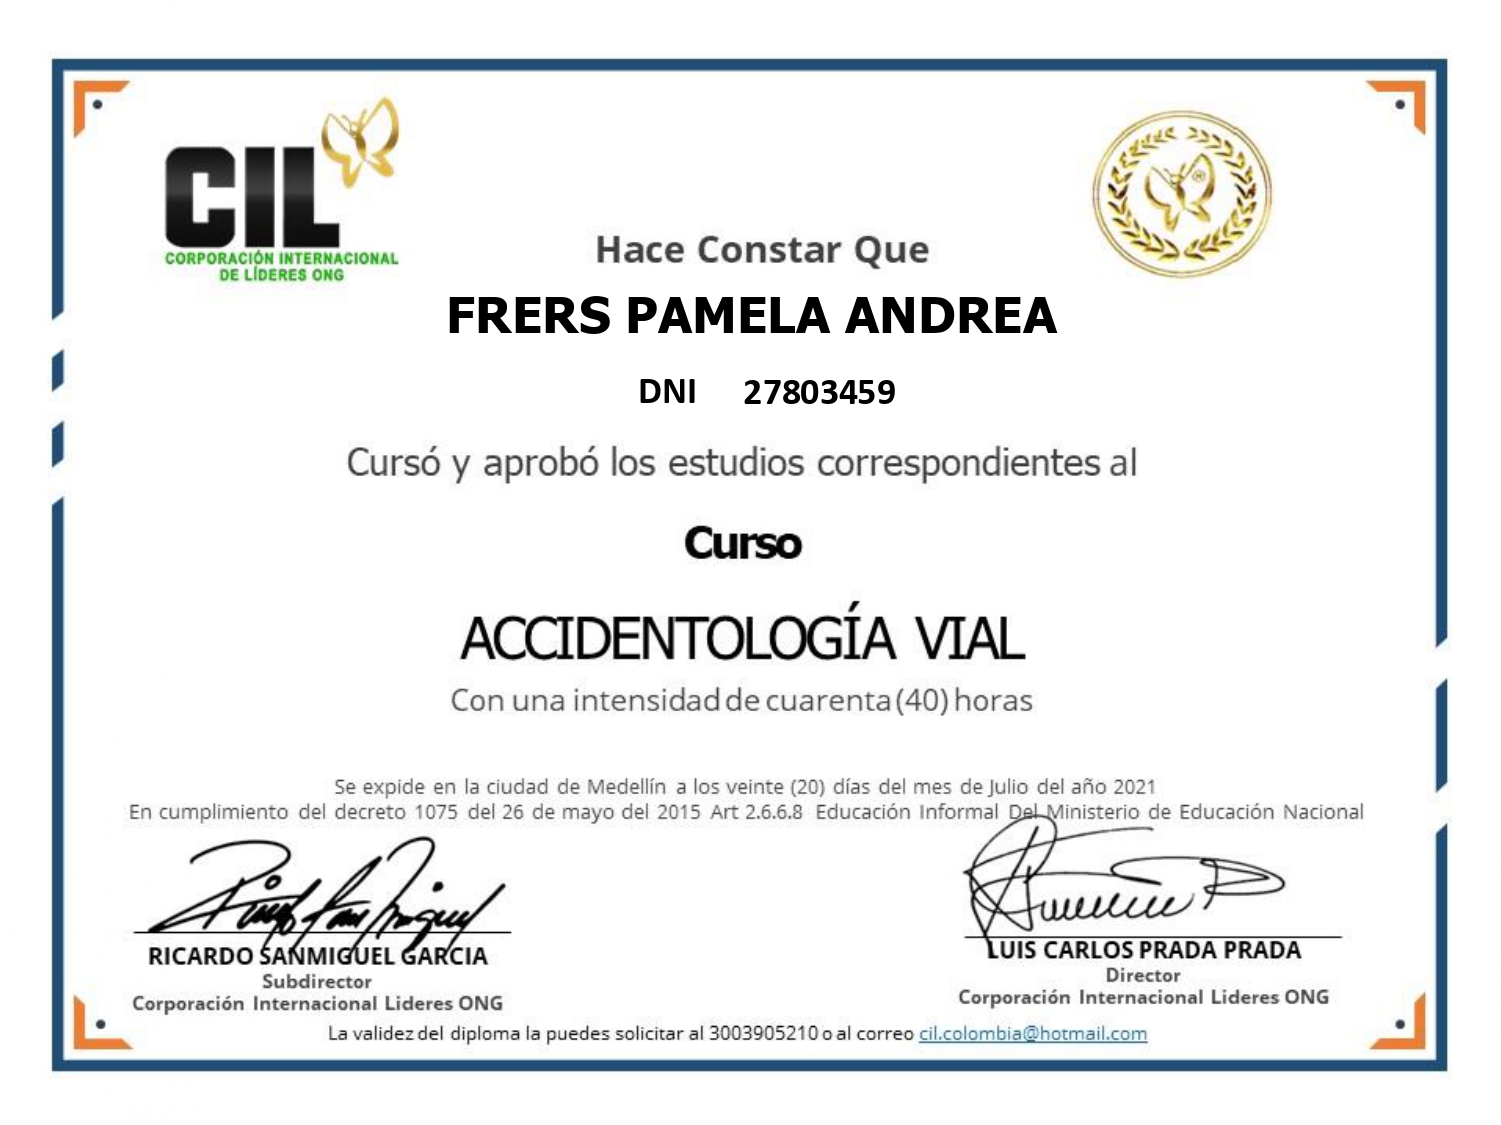 CIL
CORPORACIÓN INTERNACIONAL
DE LÍDERES ONG
Hace Constar Que
FRERS PAMELA ANDREA
DNI 27803459
Cursó y aprobó los estudios correspondientes al
Curso
ACCIDENTOLOGÍA VIAL
Con una intensidad de cuarenta (40) horas
Se expide en la ciudad de Medellín a los veinte (20) días del mes de Julio del año 2021
En cumplimiento del decreto 1075 del 26 de mayo del 2015 Art 2.6.6.8 Educación Informal Del Ministerio de Educación Nacional
RICARDO SANMIGUEL GARCIA
Subdirector
Corporación Internacional Lideres ONG
LUIS CARLOS PRADA PRADA
Director
Corporación Internacional Lideres ONG
La validez del diploma la puedes solicitar al 3003905210 o al correo cil.colombia@hotmail.com